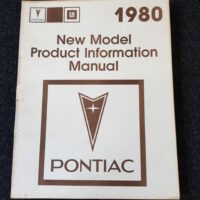 1980
New Model
Product Information
Manual
PONTIAC